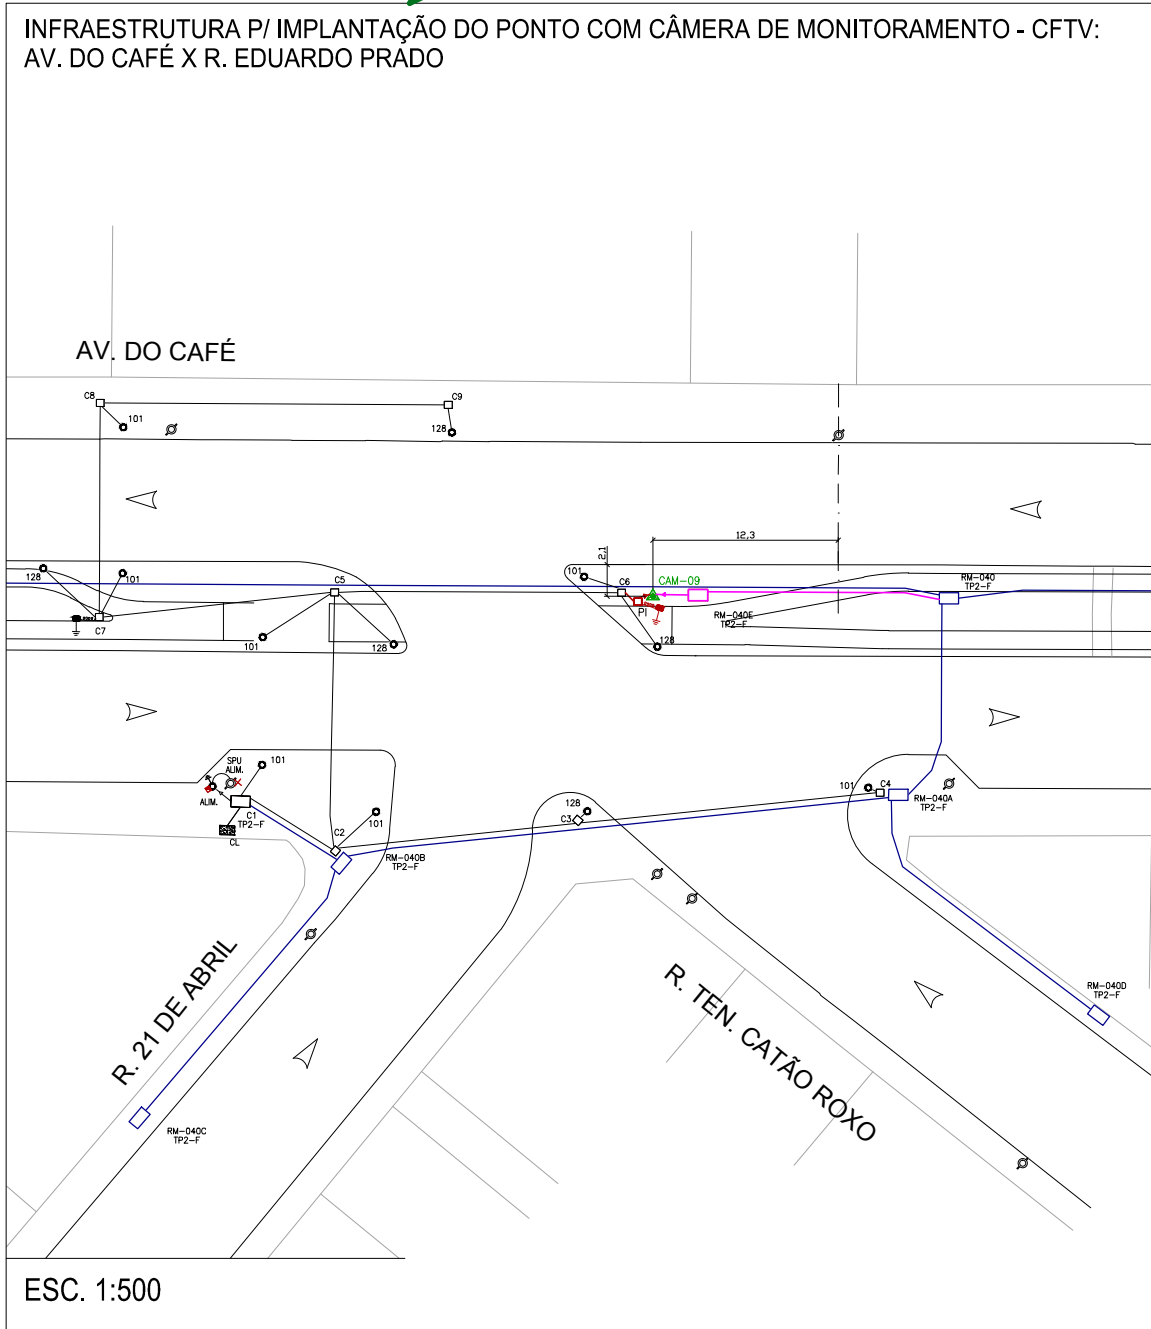 INFRAESTRUTURA P/ IMPLANTAÇÃO DO PONTO COM CÂMERA DE MONITORAMENTO - CFTV:
AV. DO CAFÉ X R. EDUARDO PRADO
AV. DO CAFÉ
C8
C9
101
128
12,3
2,1
128
101
C5
101
C6
CAM-09
RM-040
TP2-F
PI
RM-040E
TP2-F
C7
101
128
128
SPU
ALIM.
101
ALIM.
C1
TP2-F
CL
101
C2
128
C3
101
C4
RM-040A
TP2-F
RM-040B
TP2-F
R. 21 DE ABRIL
R. TEN. CATÃO ROXO
RM-040D
TP2-F
RM-040C
TP2-F
ESC. 1:500